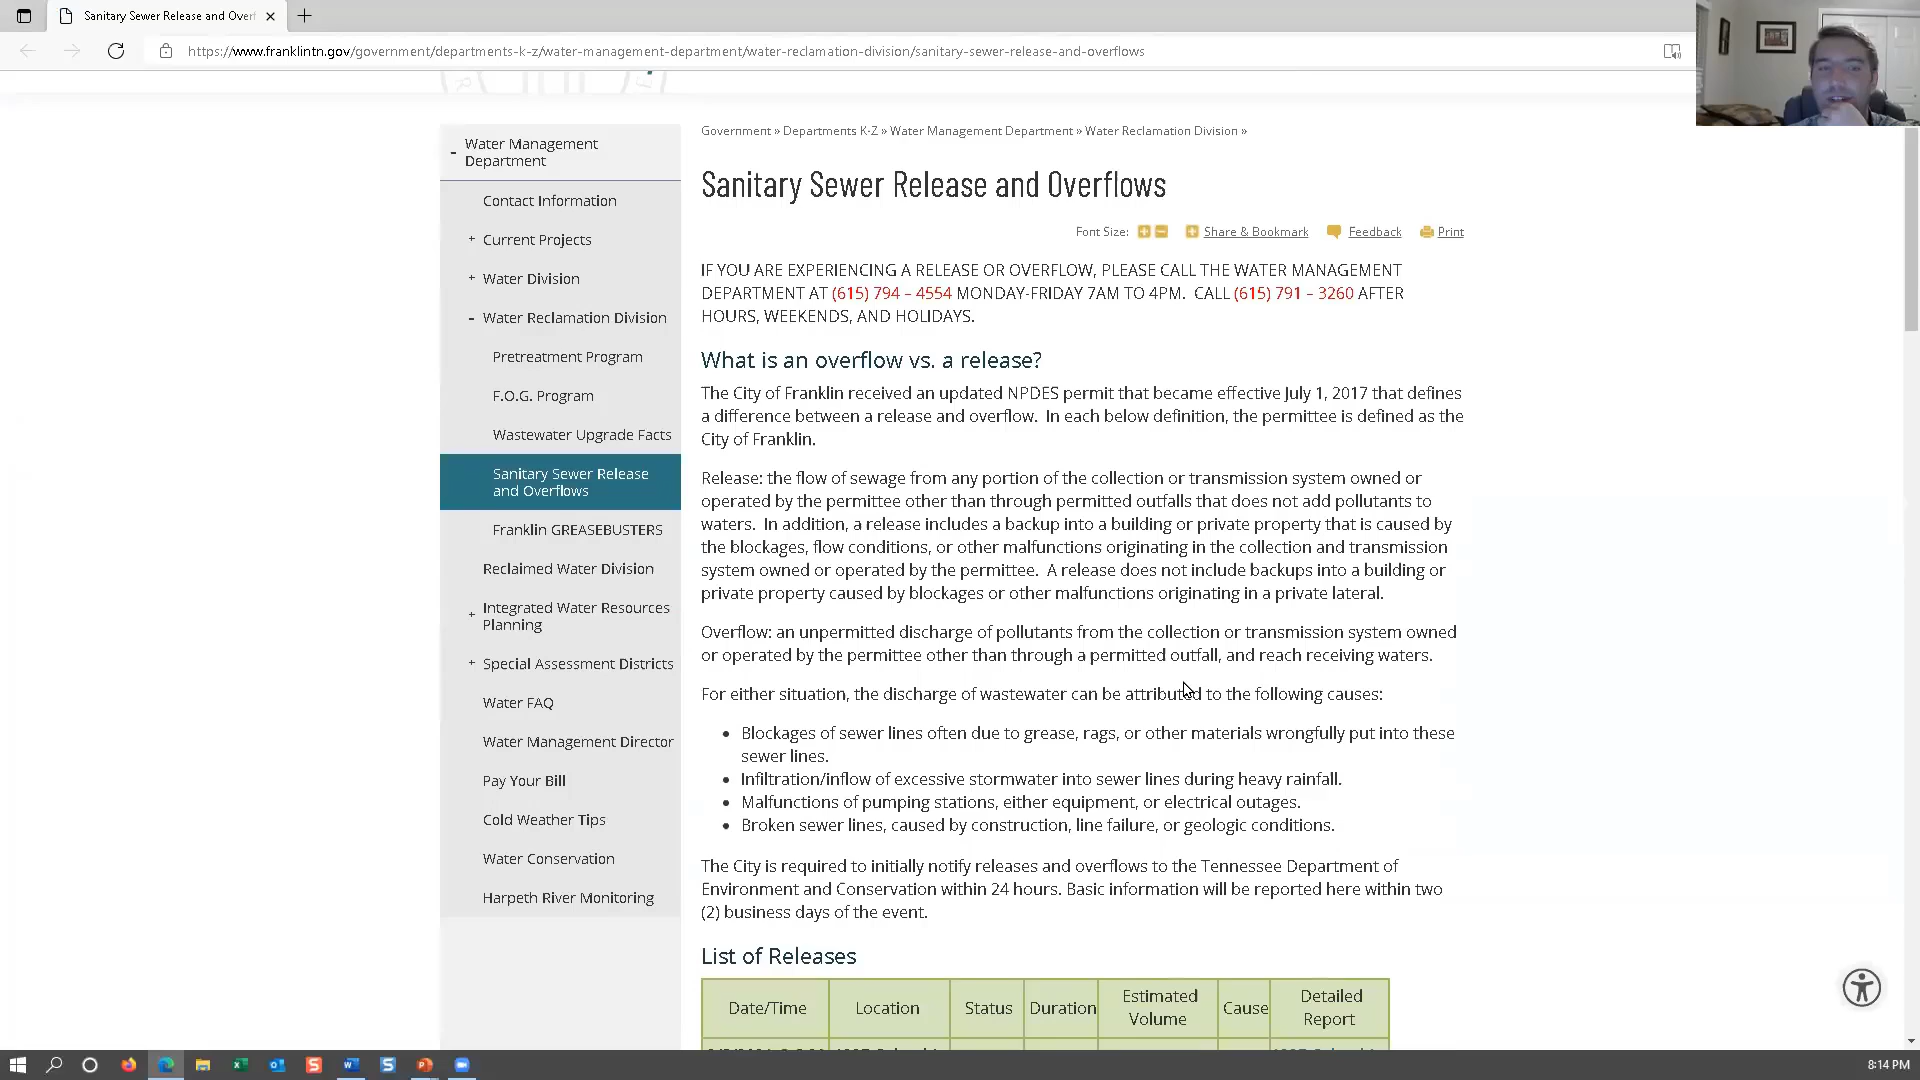 Sanitary Sewer Release and Over
https://www.franklintn.gov/government/departments-k-z/water-management-department/water-reclamation-division/sanitary-sewer-release-and-overflows
- Water Management
Department
Contact Information
+ Current Projects
+ Water Division
- Water Reclamation Division
Pretreatment Program
F.O.G. Program
Wastewater Upgrade Facts
Sanitary Sewer Release
and Overflows
Franklin GREASEBUSTERS
Reclaimed Water Division
+ Integrated Water Resources
Planning
+ Special Assessment Districts
Water FAQ
Water Management Director
Pay Your Bill
Cold Weather Tips
Water Conservation
Harpeth River Monitoring
Government » Departments K-Z » Water Management Department » Water Reclamation Division »
Sanitary Sewer Release and Overflows
Font Size: + - Share & Bookmark Feedback Print
IF YOU ARE EXPERIENCING A RELEASE OR OVERFLOW, PLEASE CALL THE WATER MANAGEMENT
DEPARTMENT AT (615) 794 – 4554 MONDAY-FRIDAY 7AM TO 4PM. CALL (615) 791 – 3260 AFTER
HOURS, WEEKENDS, AND HOLIDAYS.
What is an overflow vs. a release?
The City of Franklin received an updated NPDES permit that became effective July 1, 2017 that defines
a difference between a release and overflow. In each below definition, the permittee is defined as the
City of Franklin.
Release: the flow of sewage from any portion of the collection or transmission system owned or
operated by the permittee other than through permitted outfalls that does not add pollutants to
waters. In addition, a release includes a backup into a building or private property that is caused by
the blockages, flow conditions, or other malfunctions originating in the collection and transmission
system owned or operated by the permittee. A release does not include backups into a building or
private property caused by blockages or other malfunctions originating in a private lateral.
Overflow: an unpermitted discharge of pollutants from the collection or transmission system owned
or operated by the permittee other than through a permitted outfall, and reach receiving waters.
For either situation, the discharge of wastewater can be attributed to the following causes:
• Blockages of sewer lines often due to grease, rags, or other materials wrongfully put into these
sewer lines.
• Infiltration/inflow of excessive stormwater into sewer lines during heavy rainfall.
• Malfunctions of pumping stations, either equipment, or electrical outages.
• Broken sewer lines, caused by construction, line failure, or geologic conditions.
The City is required to initially notify releases and overflows to the Tennessee Department of
Environment and Conservation within 24 hours. Basic information will be reported here within two
(2) business days of the event.
List of Releases
Date/Time Location Status Duration Estimated Volume Cause Detailed Report
8:14 PM